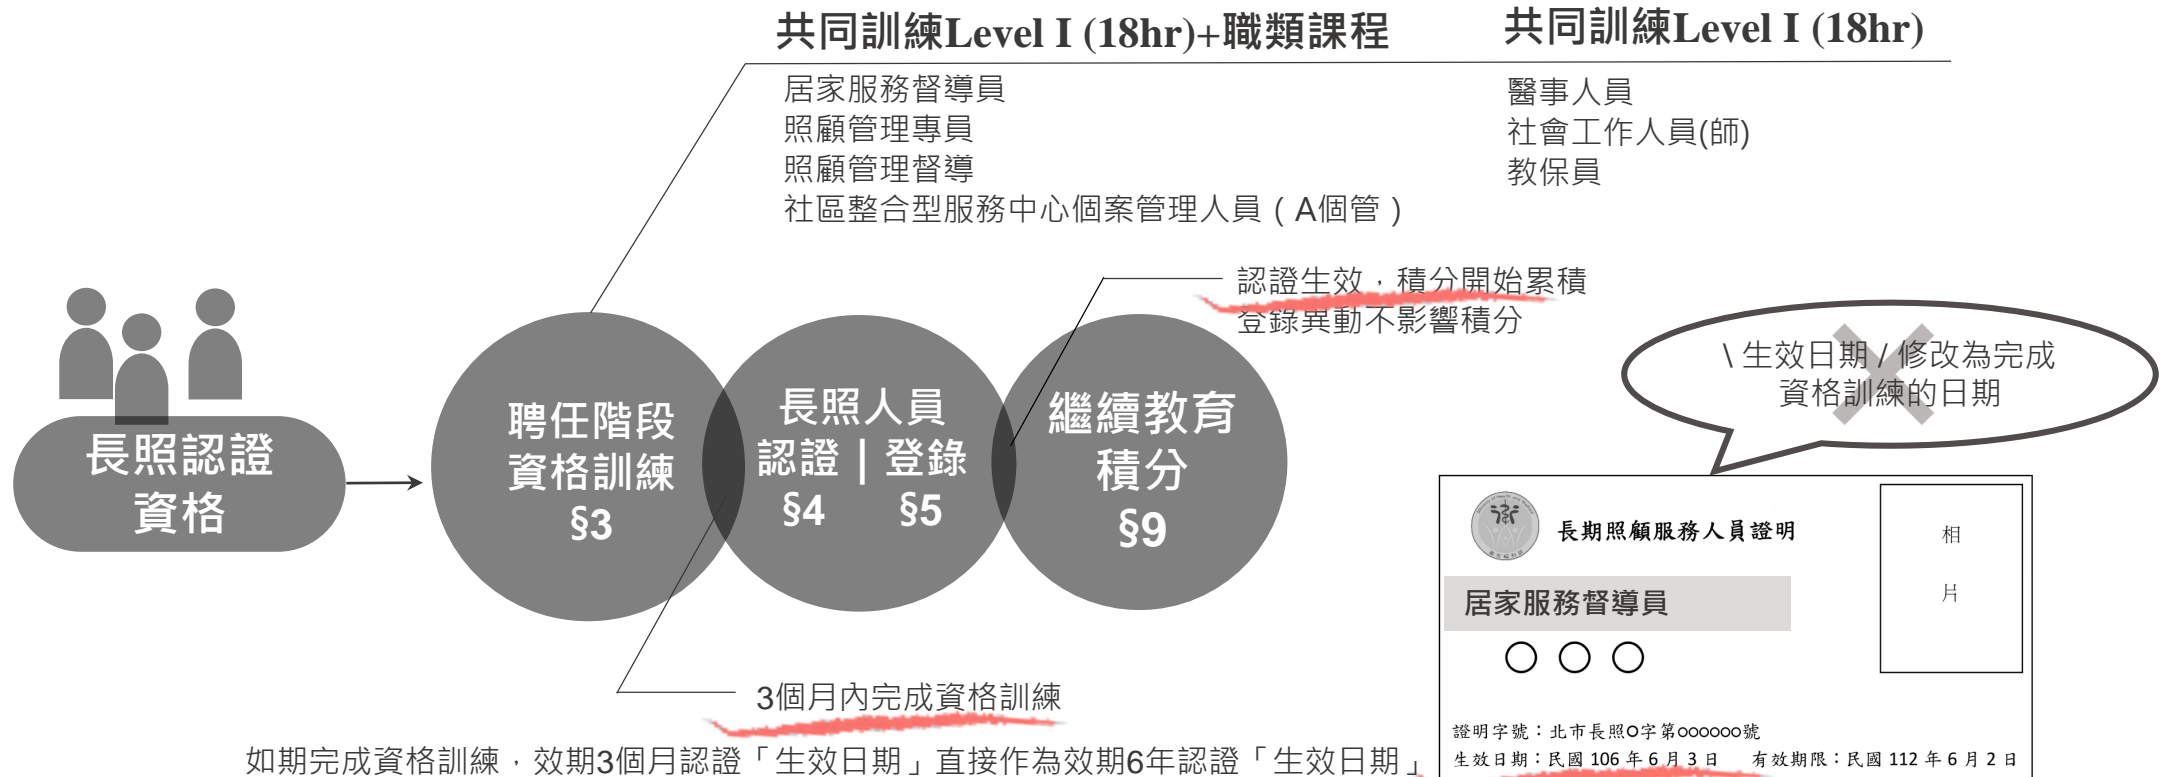 共同訓練Level I (18hr)+職類課程
共同訓練Level I (18hr)
居家服務督導員
照顧管理專員
照顧管理督導
社區整合型服務中心個案管理人員（A個管）
醫事人員
社會工作人員(師)
教保員
認證生效，積分開始累積
登錄異動不影響積分
\ 生效日期 / 修改為完成
資格訓練的日期
長照認證
資格
聘任階段
資格訓練
§3
長照人員
認證 | 登錄
§4 §5
繼續教育
積分
§9
3個月內完成資格訓練
如期完成資格訓練，效期3個月認證「生效日期」直接作為效期6年認證「生效日期」
長期照顧服務人員證明
相
片
居家服務督導員
○ ○ ○
證明字號：北市長照O字第oooooo號
生效日期：民國 106 年 6 月 3 日 有效期限：民國 112 年 6 月 2 日